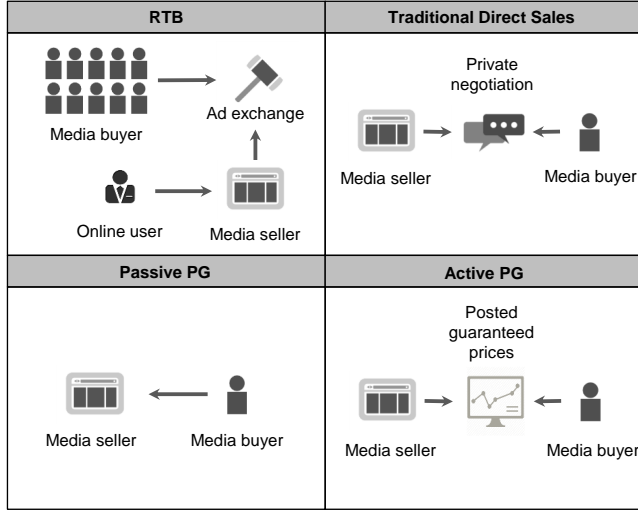 RTB
Media buyer
Ad exchange
Online user
Media seller
Traditional Direct Sales
Private
negotiation
Media seller
Media buyer
Passive PG
Media seller
Media buyer
Active PG
Posted
guaranteed
prices
Media seller
Media buyer